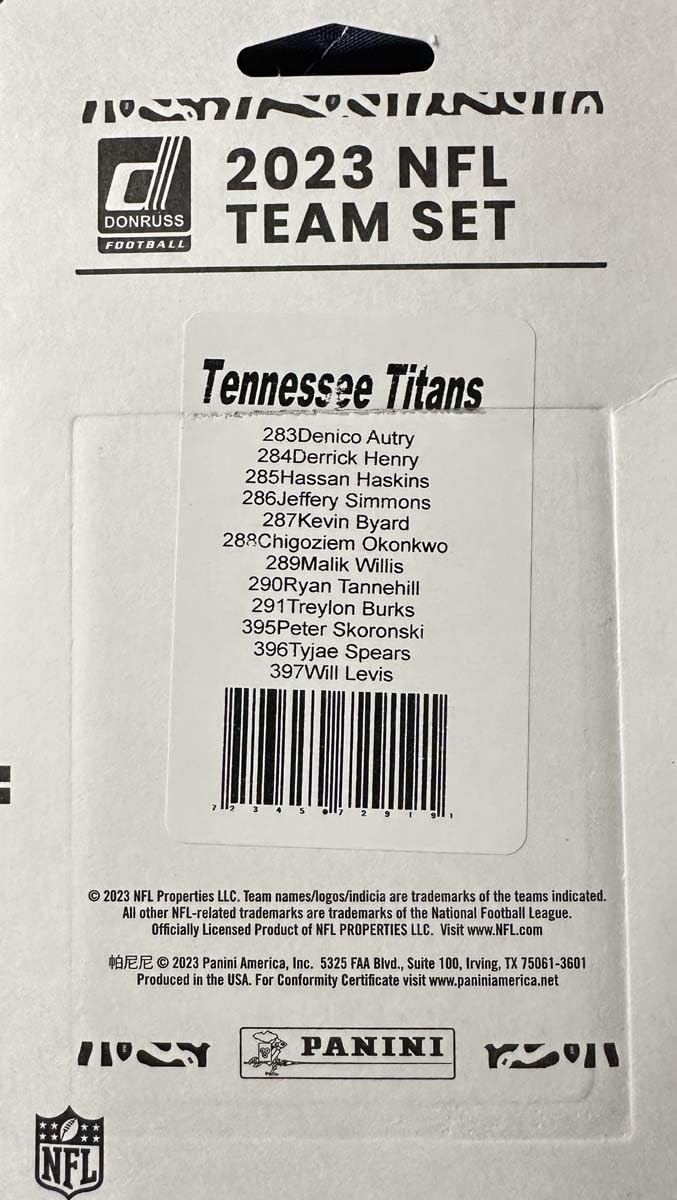 DONRUSS
FOOTBALL
2023 NFL
TEAM SET
Tennessee Titans
283Denico Autry
284Derrick Henry
285Hassan Haskins
286Jeffery Simmons
287Kevin Byard
288Chigoziem Okonkwo
289Malik Willis
290Ryan Tannehill
291Treylon Burks
395Peter Skoronski
396Tyjae Spears
397Will Levis
© 2023 NFL Properties LLC. Team names/logos/indicia are trademarks of the teams indicated.
All other NFL-related trademarks are trademarks of the National Football League.
Officially Licensed Product of NFL PROPERTIES LLC. Visit www.NFL.com
帕尼尼 © 2023 Panini America, Inc. 5325 FAA Blvd., Suite 100, Irving, TX 75061-3601
Produced in the USA. For Conformity Certificate visit www.paniniamerica.net
PANINI
NFL